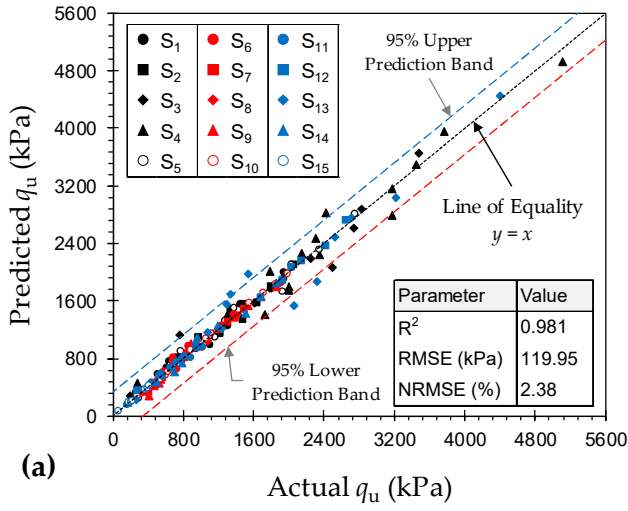 5600
4800
4000
3200
2400
1600
800
0
Predicted qu (kPa)
S1 S6 S11
S2 S7 S12
S3 S8 S13
S4 S9 S14
S5 S10 S15
95% Upper
Prediction Band
Line of Equality
y = x
95% Lower
Prediction Band
Parameter Value
R² 0.981
RMSE (kPa) 119.95
NRMSE (%) 2.38
0 800 1600 2400 3200 4000 4800 5600
(a)
Actual qu (kPa)